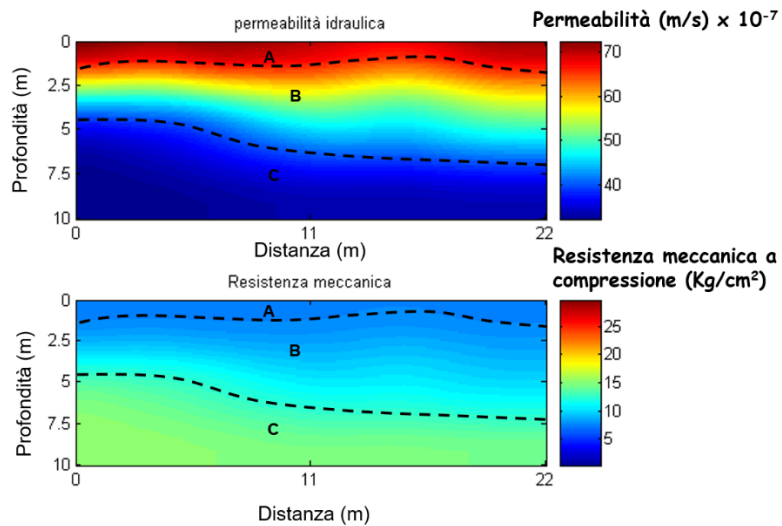 permeabilità idraulica
Permeabilità (m/s) x 10⁻⁷
Profondità (m)
0
2.5
5
7.5
10
A
B
C
0
11
22
Distanza (m)
70
60
50
40
Resistenza meccanica
Resistenza meccanica a
compressione (Kg/cm²)
Profondità (m)
0
2.5
5
7.5
10
A
B
C
0
11
22
Distanza (m)
25
20
15
10
5